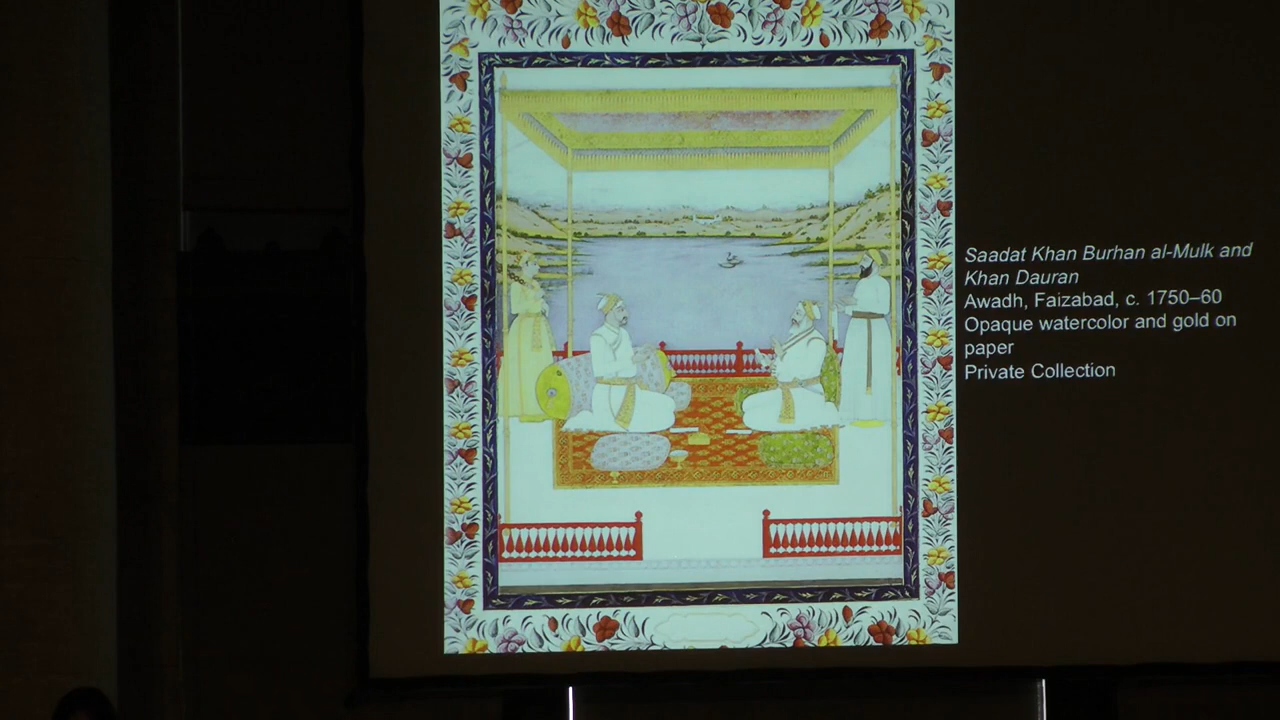 Saadat Khan Burhan al-Mulk and
Khan Dauran
Awadh, Faizabad, c. 1750–60
Opaque watercolor and gold on
paper
Private Collection